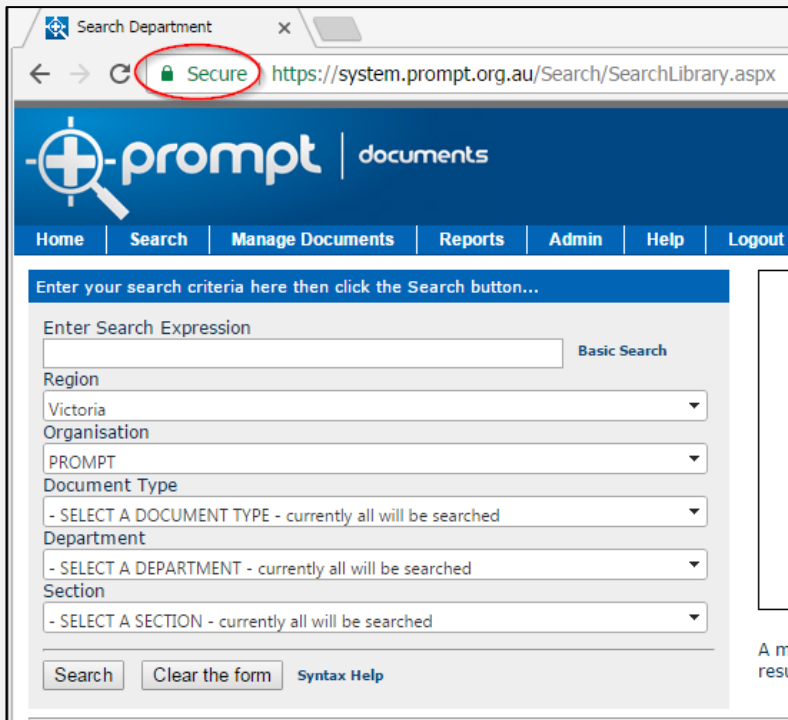 Search Department
Secure https://system.prompt.org.au/Search/SearchLibrary.aspx
prompt documents
Home Search Manage Documents Reports Admin Help Logout
Enter your search criteria here then click the Search button...
Enter Search Expression
Basic Search
Region
Victoria
Organisation
PROMPT
Document Type
- SELECT A DOCUMENT TYPE - currently all will be searched
Department
- SELECT A DEPARTMENT - currently all will be searched
Section
- SELECT A SECTION - currently all will be searched
Search Clear the form Syntax Help
A